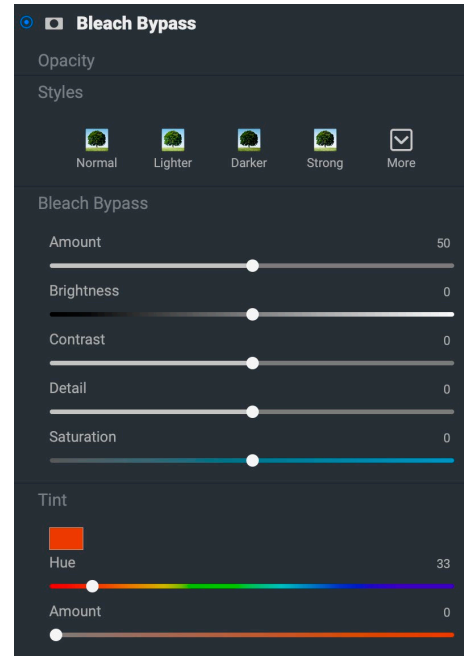 Bleach Bypass
Opacity
Styles
Normal Lighter Darker Strong More
Bleach Bypass
Amount 50
Brightness 0
Contrast 0
Detail 0
Saturation 0
Tint
Hue 33
Amount 0